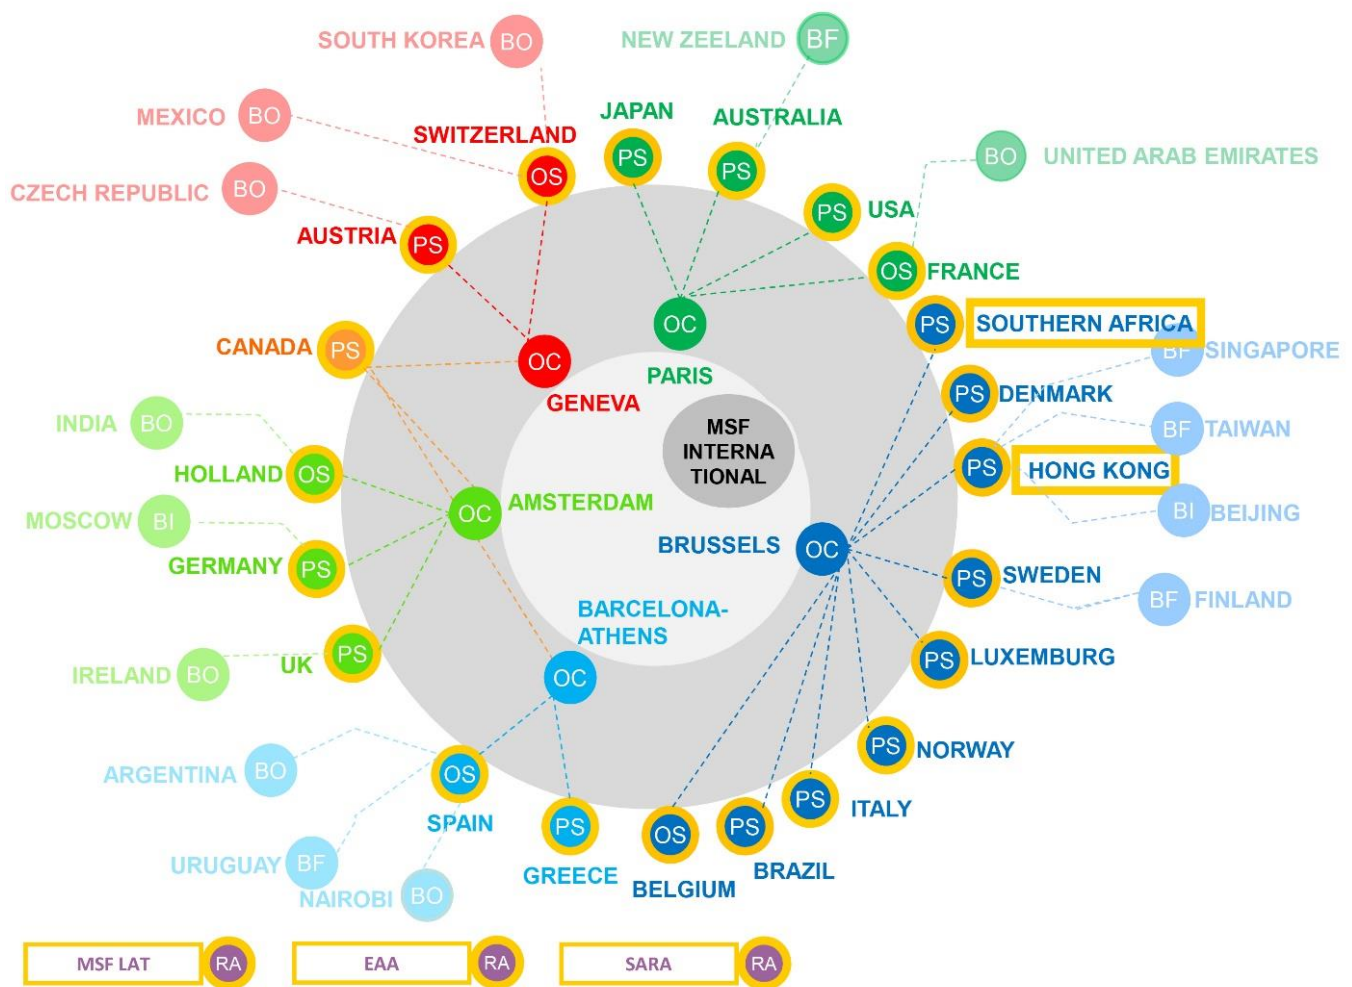 SOUTH KOREA BO
NEW ZEELAND BF
MEXICO BO
JAPAN
PS
AUSTRALIA
PS
SWITZERLAND
OS
BO UNITED ARAB EMIRATES
CZECH REPUBLIC BO
PS USA
AUSTRIA PS
OS FRANCE
PS SOUTHERN AFRICA
OC
PARIS
CANADA PS
OC
GENEVA
BF SINGAPORE
PS DENMARK
INDIA BO
MSF
INTERNA
TIONAL
BF TAIWAN
HOLLAND OS
PS HONG KONG
MOSCOW BI
OC AMSTERDAM
BI BEIJING
GERMANY PS
BRUSSELS OC
PS SWEDEN
BF FINLAND
BARCELONA-
ATHENS
OC
UK PS
IRELAND BO
PS LUXEMBURG
PS NORWAY
ARGENTINA BO
OS
SPAIN
PS ITALY
PS
GREECE
OS
BELGIUM
PS
BRAZIL
URUGUAY BF
NAIROBI BO
MSF LAT RA
EAA RA
SARA RA